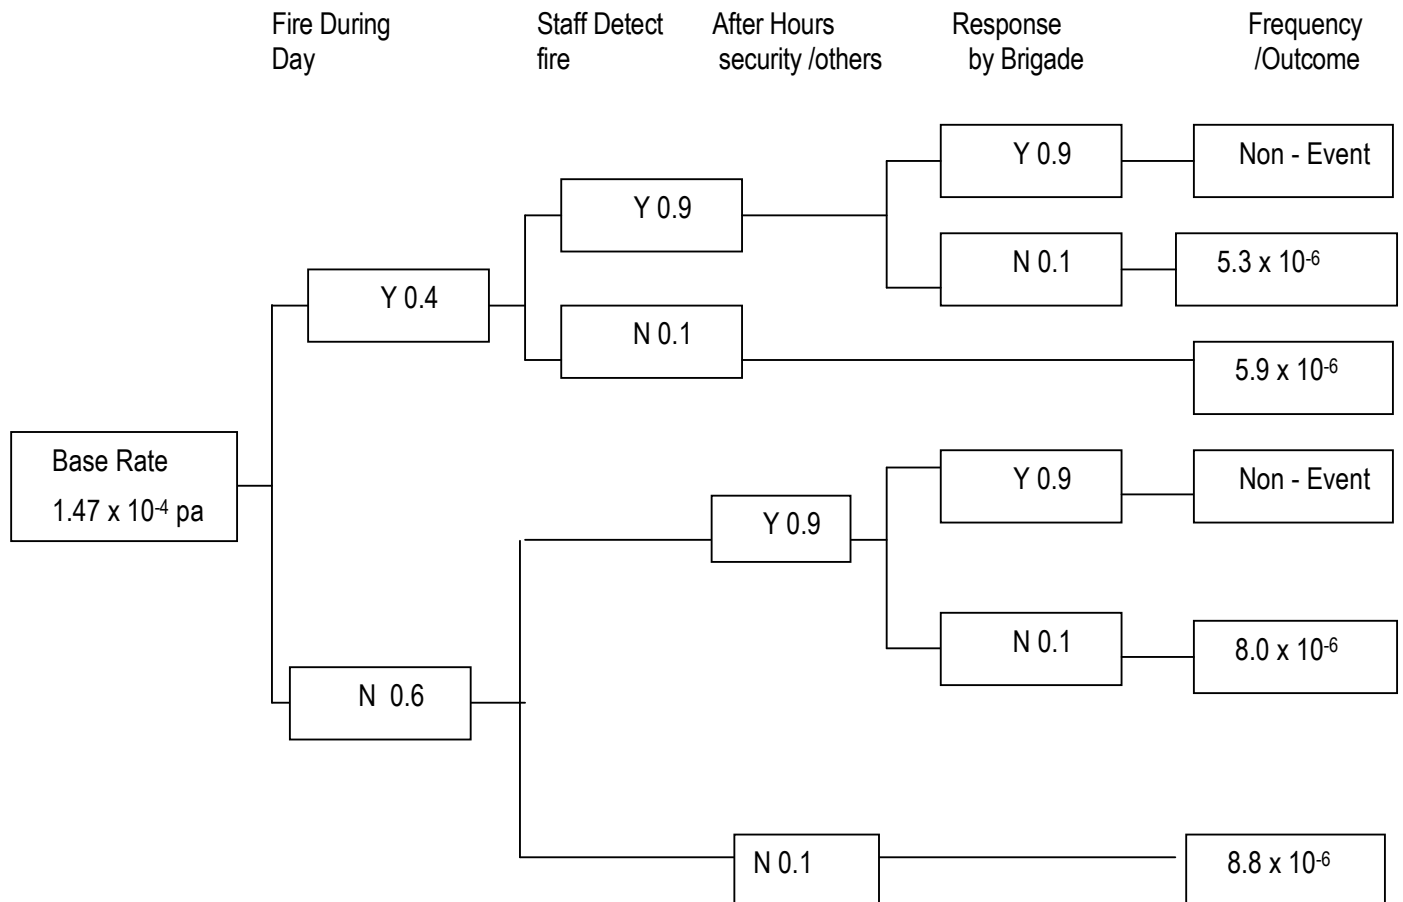 Fire During
Day
Staff Detect
fire
After Hours
security /others
Response
by Brigade
Frequency
/Outcome
Y 0.9
Non - Event
Y 0.9
N 0.1
5.3 x 10⁻⁶
Y 0.4
N 0.1
5.9 x 10⁻⁶
Base Rate
1.47 x 10⁻⁴ pa
Y 0.9
Non - Event
Y 0.9
N 0.1
8.0 x 10⁻⁶
N 0.6
N 0.1
8.8 x 10⁻⁶